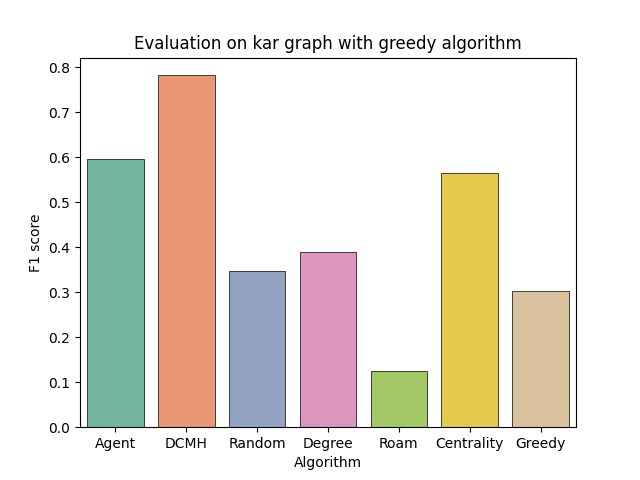 Evaluation on kar graph with greedy algorithm
F1 score
0.8
0.7
0.6
0.5
0.4
0.3
0.2
0.1
0.0
Agent DCMH Random Degree Roam Centrality Greedy
Algorithm